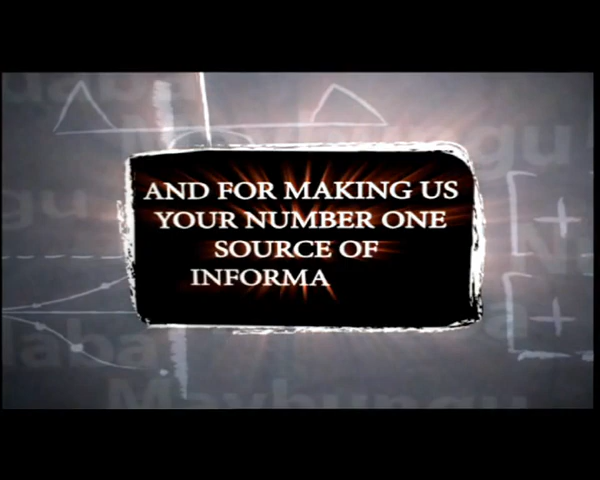 AND FOR MAKING US
YOUR NUMBER ONE
SOURCE OF
INFORMA